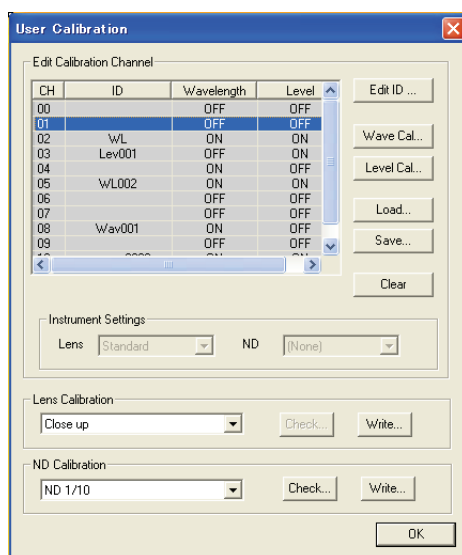 User Calibration
Edit Calibration Channel
CH ID Wavelength Level
00 OFF OFF
01 OFF OFF
02 WL ON ON
03 Lev001 ON ON
04 ON ON
05 WL002 ON ON
06 OFF OFF
07 OFF OFF
08 Wav001 ON ON
09 OFF OFF
Edit ID ...
Wave Cal...
Level Cal...
Load...
Save...
Clear
Instrument Settings
Lens Standard ND (None)
Lens Calibration
Close up Check... Write...
ND Calibration
ND 1/10 Check... Write...
OK